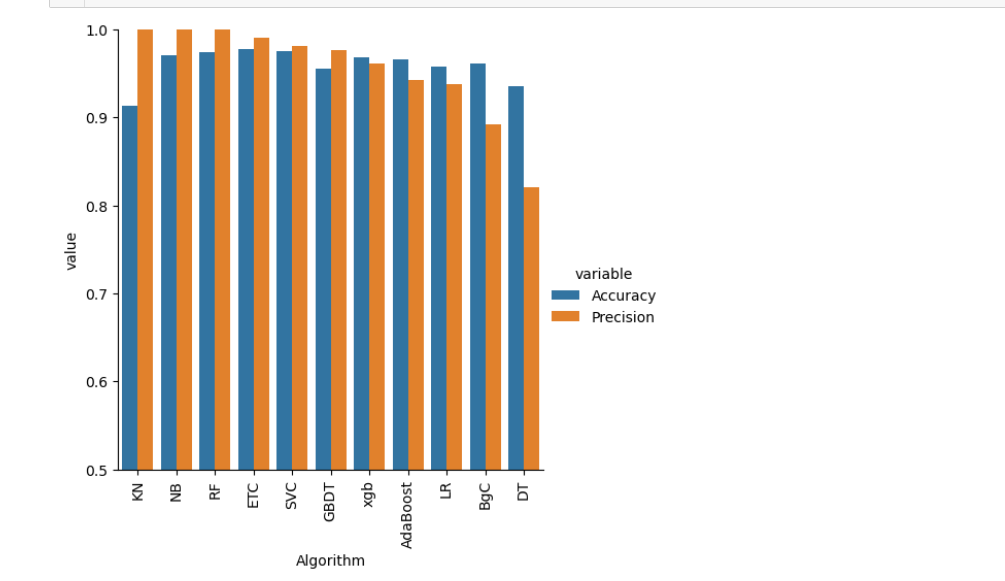 1.0
0.9
0.8
0.7
0.6
0.5
value
KN
NB
RF
ETC
SVC
GBDT
xgb
AdaBoost
LR
BgC
DT
Algorithm
variable
Accuracy
Precision